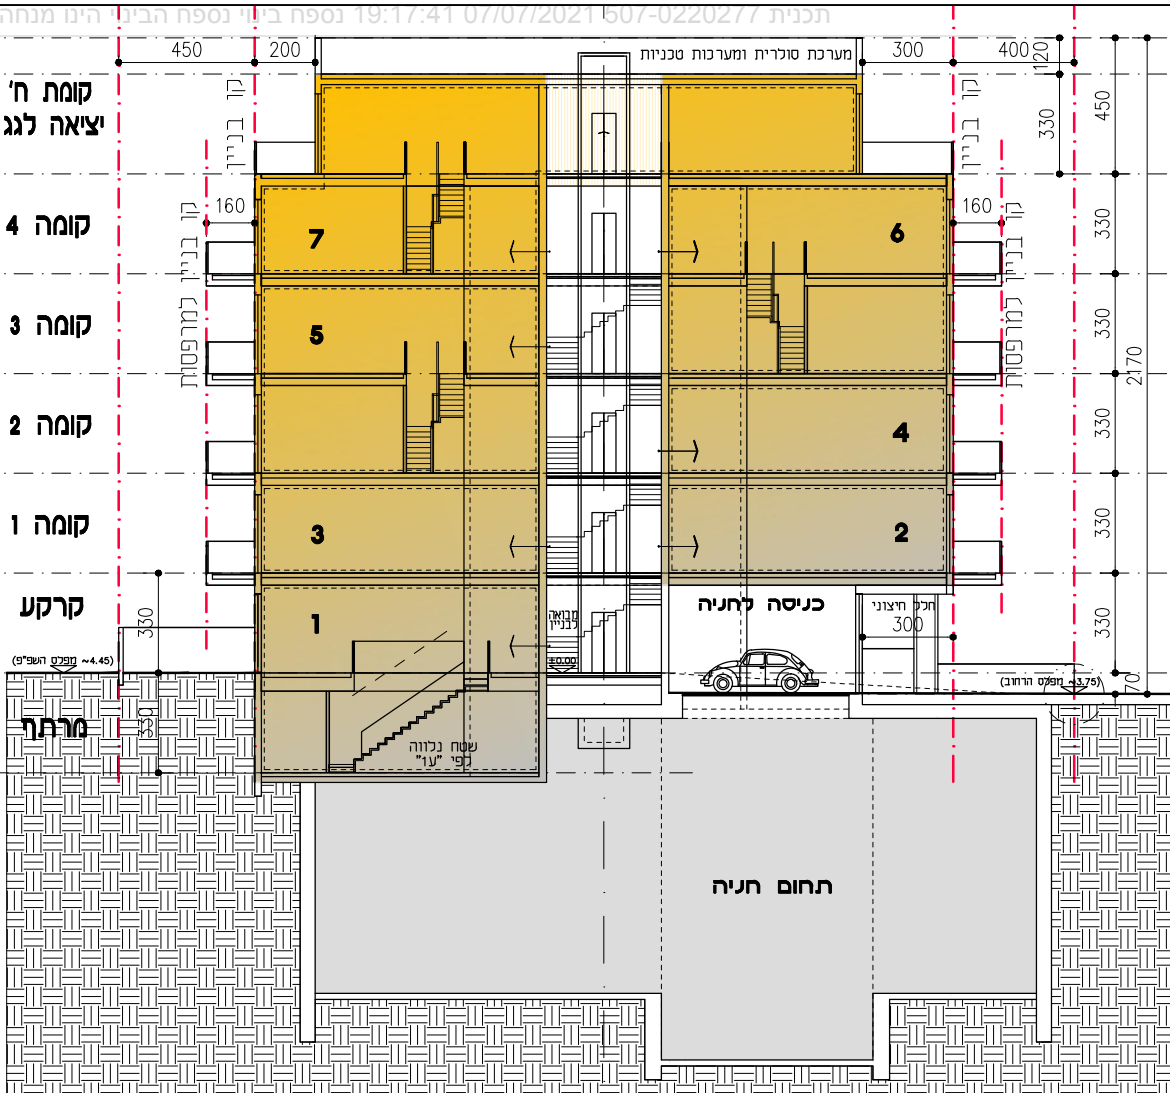 תכנית 507-0220277 07/07/2021 19:17:41 נספח בינוי נספח הבינוי הינו מנחה
450
200
מערכת סולרית ומערכות טכניות
300
400
120
קומת ח'
יציאה לגג
קו בניין
קו בניין
330
450
קומה 4
160
קו בניין למרפסות
7
6
160
קו בניין למרפסות
330
קומה 3
5
330
2170
קומה 2
4
330
קומה 1
3
2
330
קרקע
330
1
מבואה
לבניין
±0.00
כניסה לחניה
חלל חיצוני
300
330
(4.45~ מפלס השפ"פ)
(3.75~ מפלס הרחוב)
70
מרתף
330
שטח נלווה
לפי "ע1"
תחום חניה